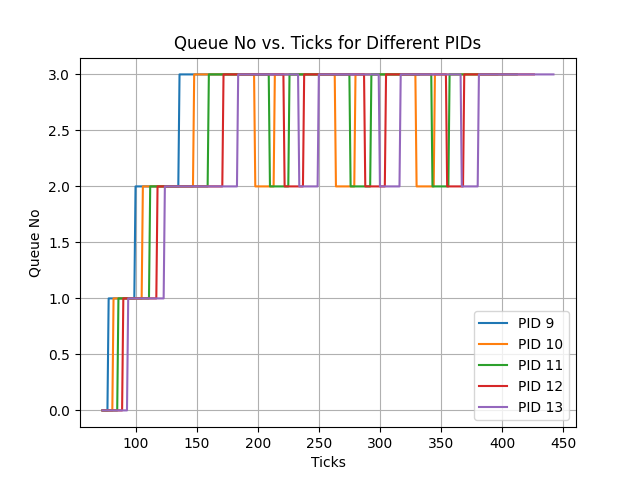 Queue No vs. Ticks for Different PIDs
3.0
2.5
2.0
1.5
1.0
0.5
0.0
Queue No
100 150 200 250 300 350 400 450
Ticks
PID 9
PID 10
PID 11
PID 12
PID 13